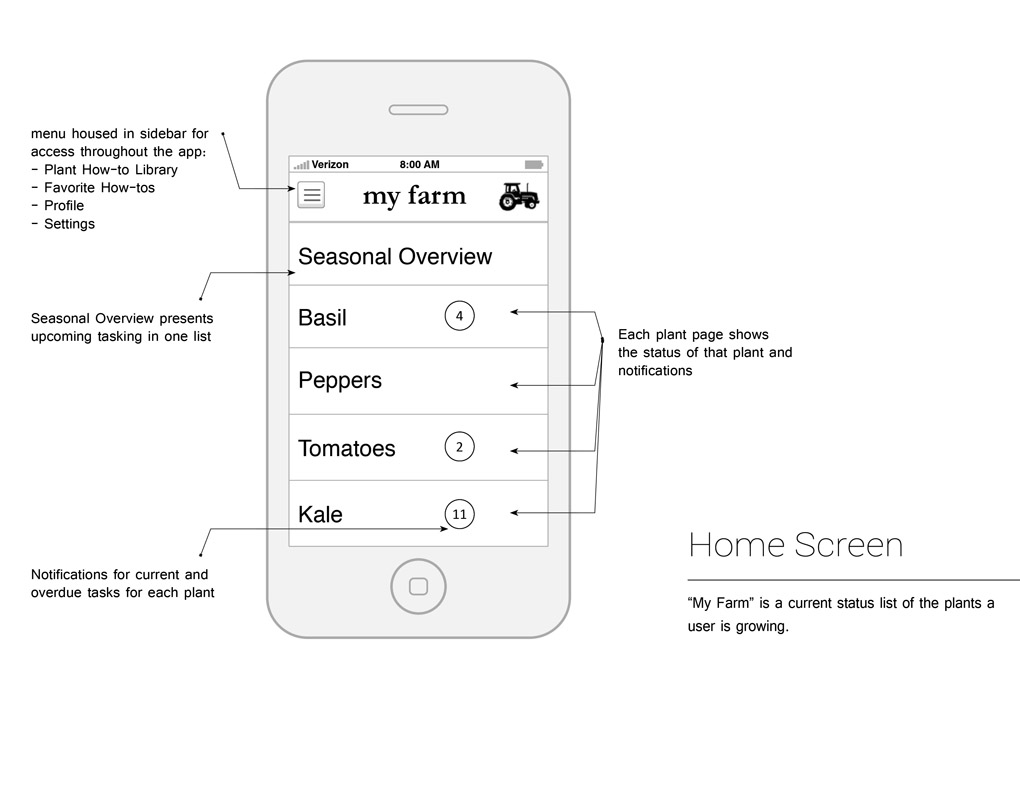 menu housed in sidebar for
access throughout the app:
- Plant How-to Library
- Favorite How-tos
- Profile
- Settings
Seasonal Overview presents
upcoming tasking in one list
Notifications for current and
overdue tasks for each plant
Verizon 8:00 AM
my farm
Seasonal Overview
Basil 4
Peppers
Tomatoes 2
Kale 11
Each plant page shows
the status of that plant and
notifications
Home Screen
“My Farm” is a current status list of the plants a
user is growing.